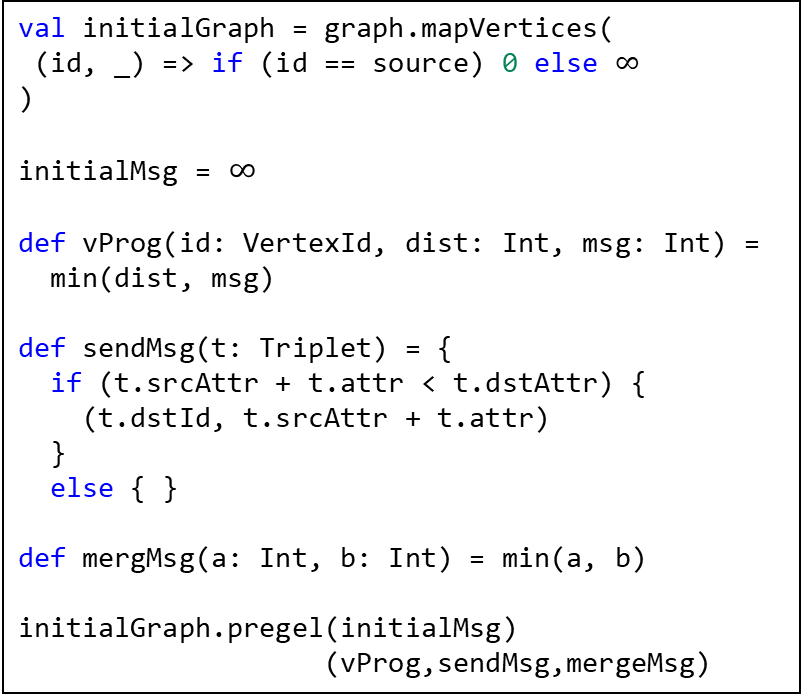 val initialGraph = graph.mapVertices(
 (id, _) => if (id == source) 0 else ∞
)
initialMsg = ∞
def vProg(id: VertexId, dist: Int, msg: Int) =
  min(dist, msg)
def sendMsg(t: Triplet) = {
  if (t.srcAttr + t.attr < t.dstAttr) {
    (t.dstId, t.srcAttr + t.attr)
  }
  else { }
def mergMsg(a: Int, b: Int) = min(a, b)
initialGraph.pregel(initialMsg)
                   (vProg,sendMsg,mergeMsg)